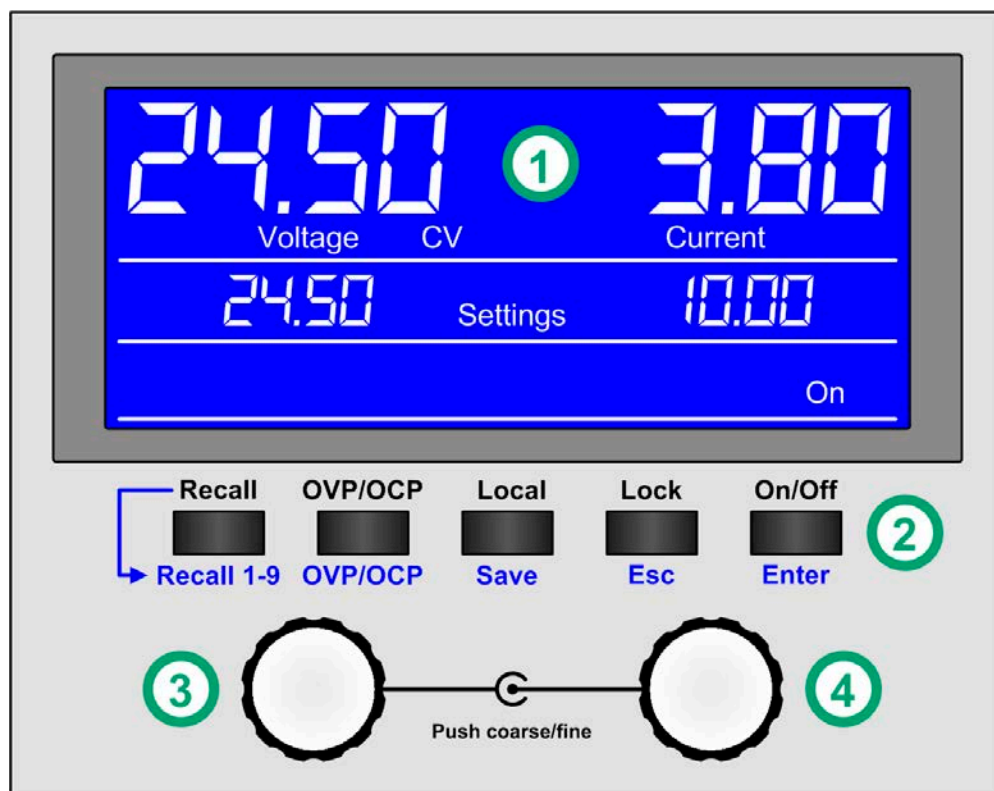 24.50 3.80
1
Voltage CV Current
24.50 Settings 10.00
On
Recall OVP/OCP Local Lock On/Off
2
Recall 1-9 OVP/OCP Save Esc Enter
3 4
Push coarse/fine